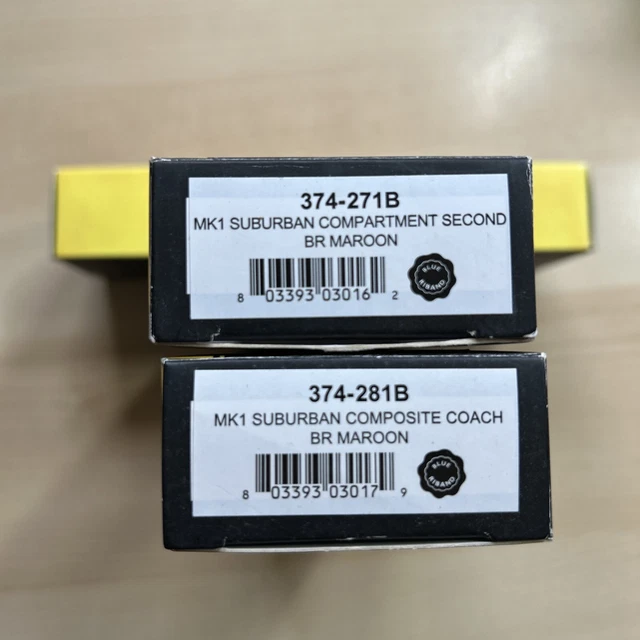 374-271B
MK1 SUBURBAN COMPARTMENT SECOND
BR MAROON
8 03393 03016 2
BLUE RIBAND
374-281B
MK1 SUBURBAN COMPOSITE COACH
BR MAROON
8 03393 03017 9
BLUE RIBAND